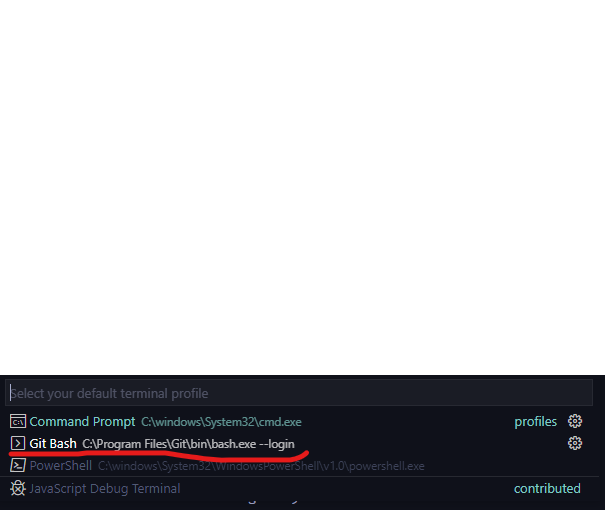 Select your default terminal profile
Command Prompt C:\windows\System32\cmd.exe profiles
Git Bash C:\Program Files\Git\bin\bash.exe --login
PowerShell C:\windows\System32\WindowsPowerShell\v1.0\powershell.exe
JavaScript Debug Terminal contributed